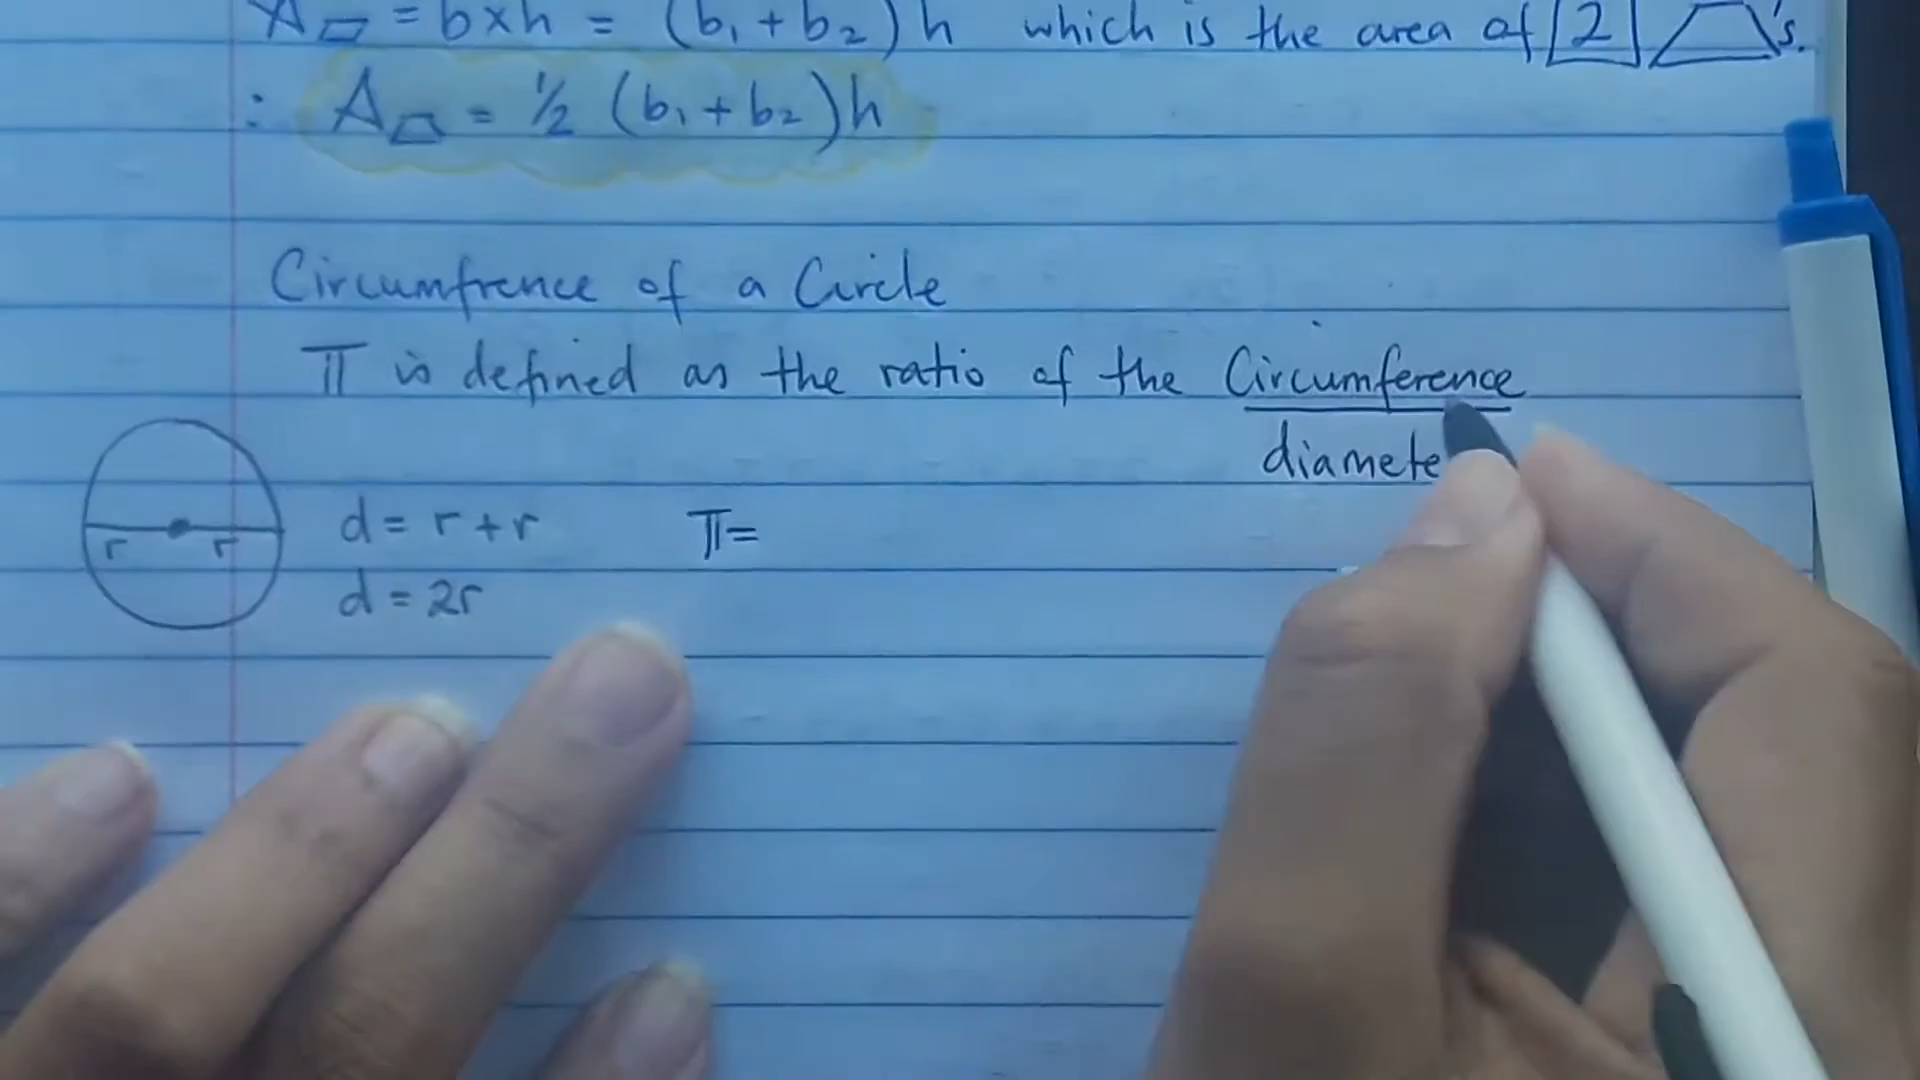 A▱ = b x h = (b₁ + b₂) h which is the area of 2 's.
: A = ½ (b₁ + b₂) h
Circumfrence of a Circle
π is defined as the ratio of the Circumference
diamete
r r
d = r + r π =
d = 2r